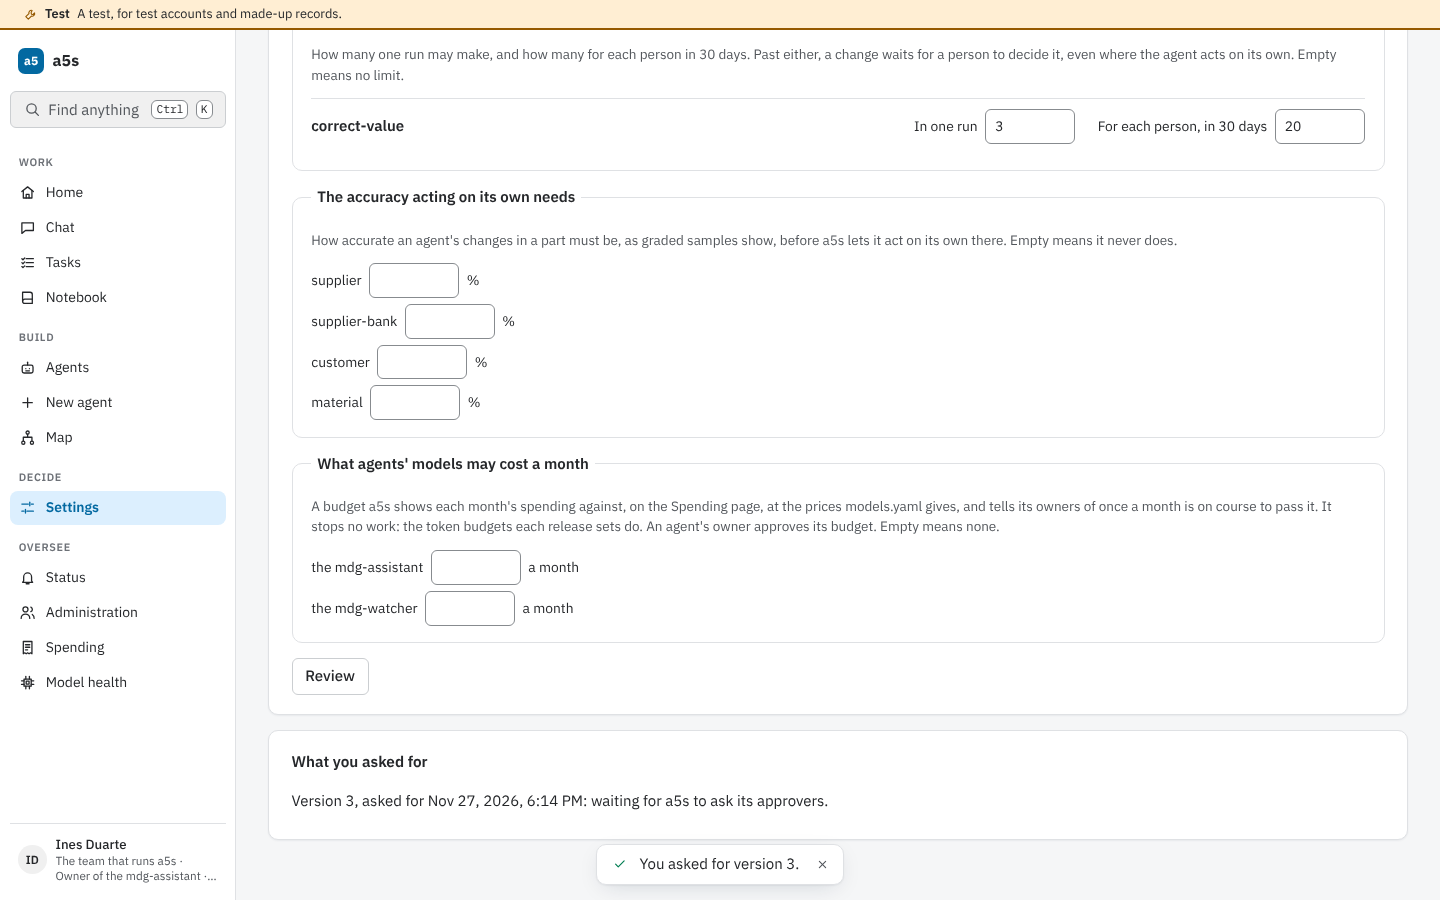 Test A test, for test accounts and made-up records.
a5 a5s
Find anything Ctrl K
WORK
Home
Chat
Tasks
Notebook
BUILD
Agents
New agent
Map
DECIDE
Settings
OVERSEE
Status
Administration
Spending
Model health
ID Ines Duarte
The team that runs a5s ·
Owner of the mdg-assistant ·...
How many one run may make, and how many for each person in 30 days. Past either, a change waits for a person to decide it, even where the agent acts on its own. Empty
means no limit.
correct-value In one run 3 For each person, in 30 days 20
The accuracy acting on its own needs
How accurate an agent's changes in a part must be, as graded samples show, before a5s lets it act on its own there. Empty means it never does.
supplier %
supplier-bank %
customer %
material %
What agents' models may cost a month
A budget a5s shows each month's spending against, on the Spending page, at the prices models.yaml gives, and tells its owners of once a month is on course to pass it. It
stops no work: the token budgets each release sets do. An agent's owner approves its budget. Empty means none.
the mdg-assistant a month
the mdg-watcher a month
Review
What you asked for
Version 3, asked for Nov 27, 2026, 6:14 PM: waiting for a5s to ask its approvers.
You asked for version 3.